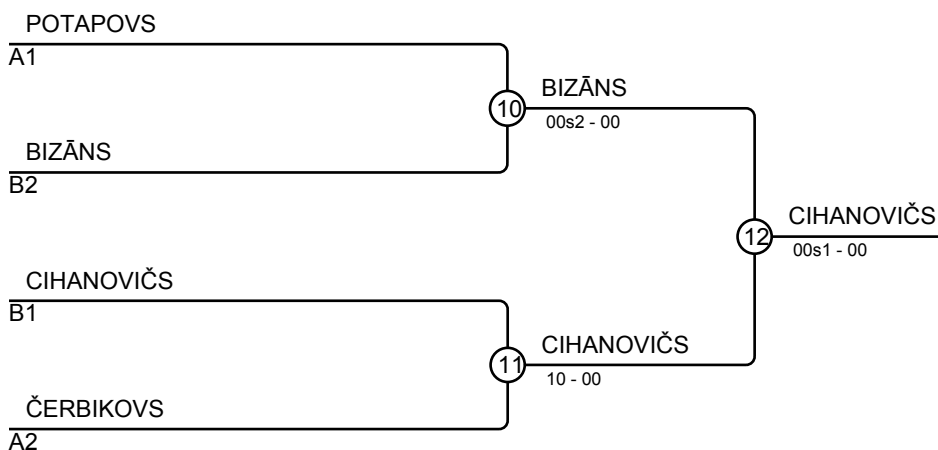 POTAPOVS
A1
10
BIZĀNS
00s2 - 00
BIZĀNS
B2
12
CIHANOVIČS
00s1 - 00
CIHANOVIČS
B1
11
CIHANOVIČS
10 - 00
ČERBIKOVS
A2